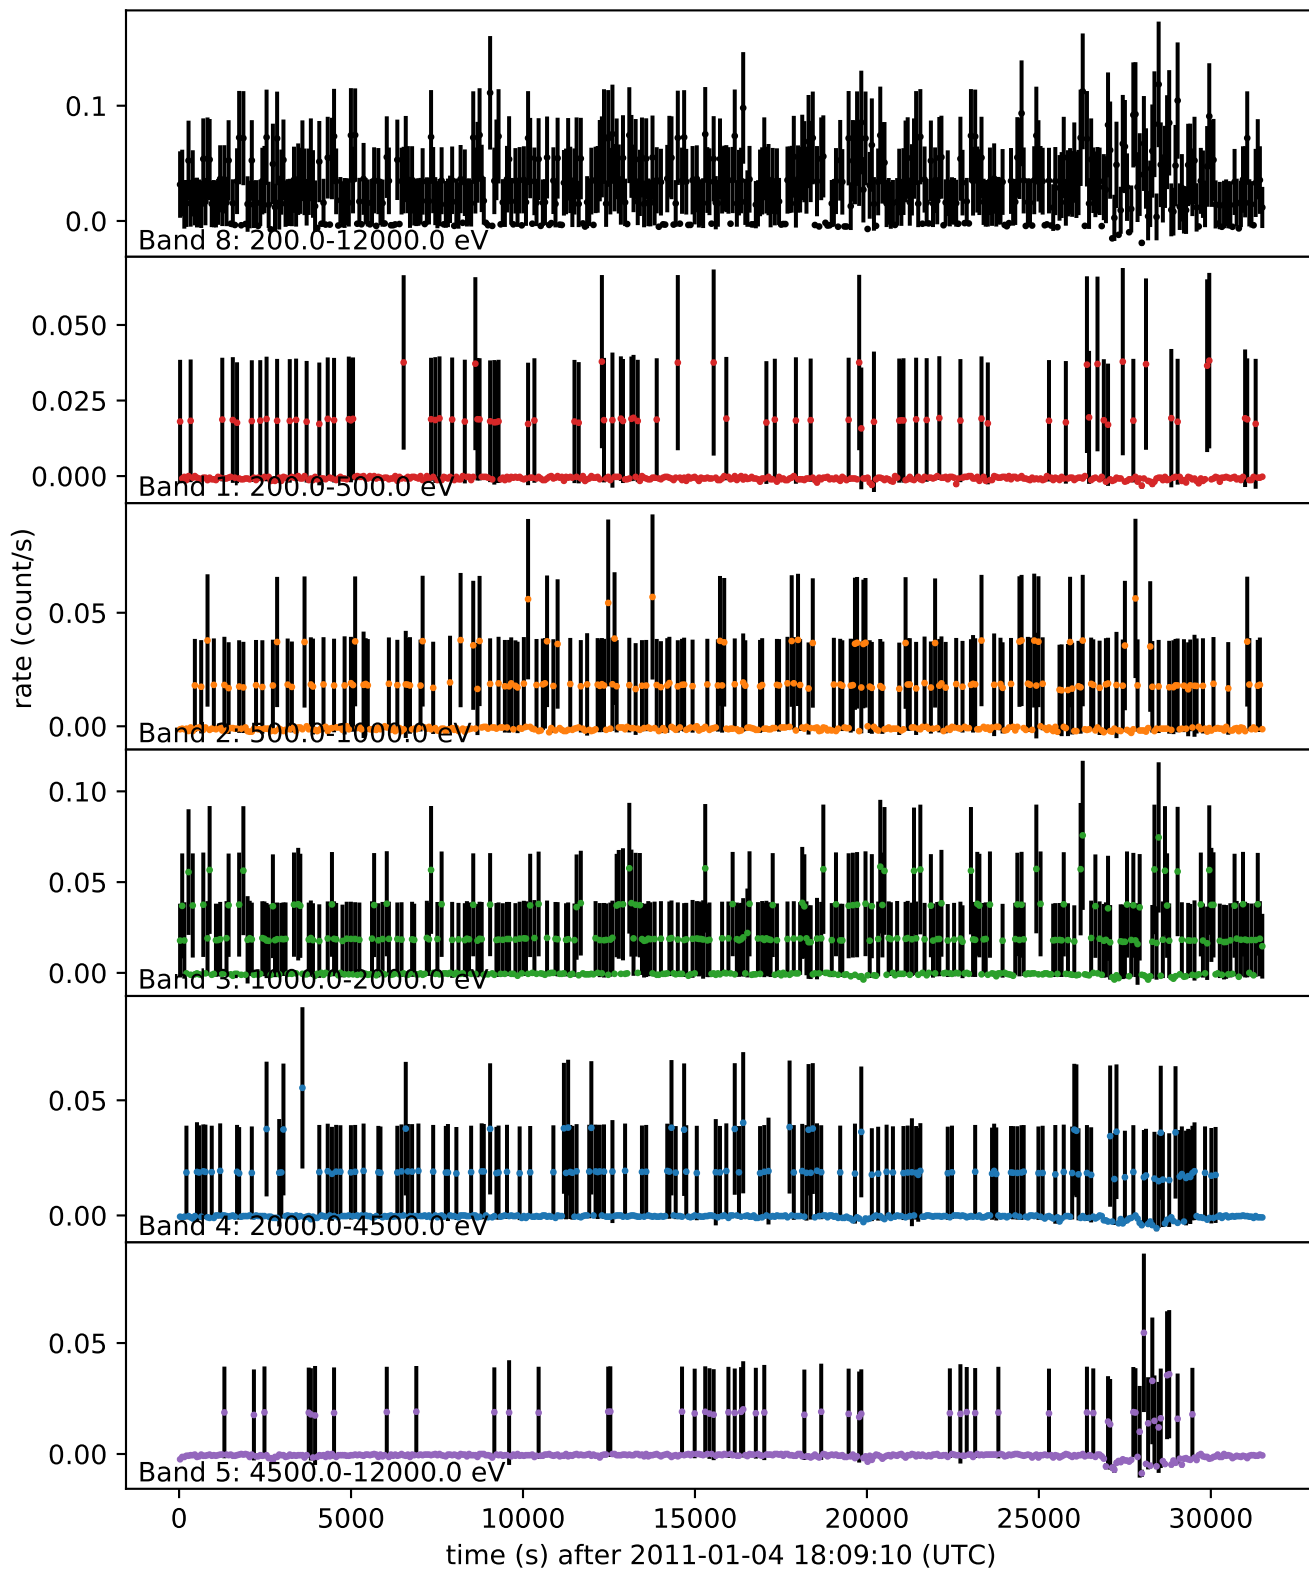 0.1
0.0
Band 8: 200.0-12000.0 eV
0.050
0.025
0.000
Band 1: 200.0-500.0 eV
rate (count/s)
0.05
0.00
Band 2: 500.0-1000.0 eV
0.10
0.05
0.00
Band 3: 1000.0-2000.0 eV
0.05
0.00
Band 4: 2000.0-4500.0 eV
0.05
0.00
Band 5: 4500.0-12000.0 eV
0 5000 10000 15000 20000 25000 30000
time (s) after 2011-01-04 18:09:10 (UTC)